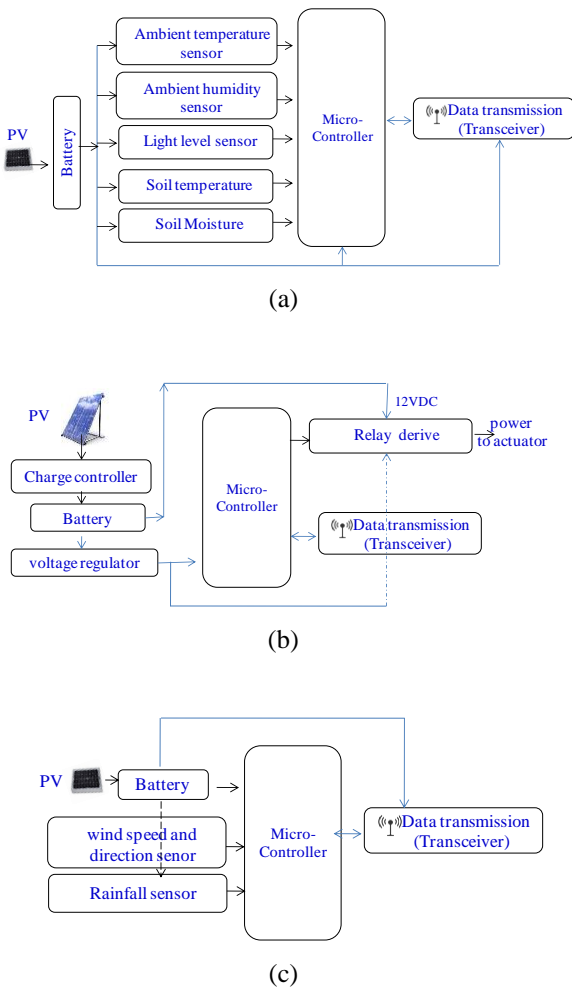 PV
Battery
Ambient temperature
sensor
Ambient humidity
sensor
Light level sensor
Soil temperature
Soil Moisture
Micro-
Controller
Data transmission
(Transceiver)
(a)
PV
Charge controller
Battery
voltage regulator
Micro-
Controller
12VDC
Relay derive
power
to actuator
Data transmission
(Transceiver)
(b)
PV
Battery
wind speed and
direction senor
Rainfall sensor
Micro-
Controller
Data transmission
(Transceiver)
(c)